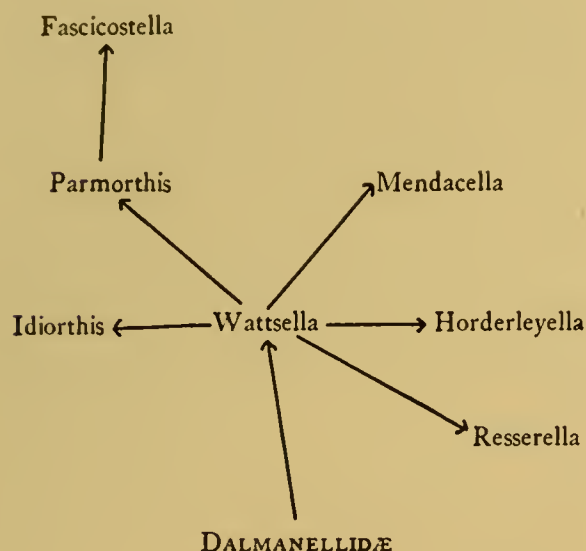 Fascicostella
Parmorthis Mendacella
Idiorthis Wattsella Horderleyella
Resserella
DALMANELLIDÆ